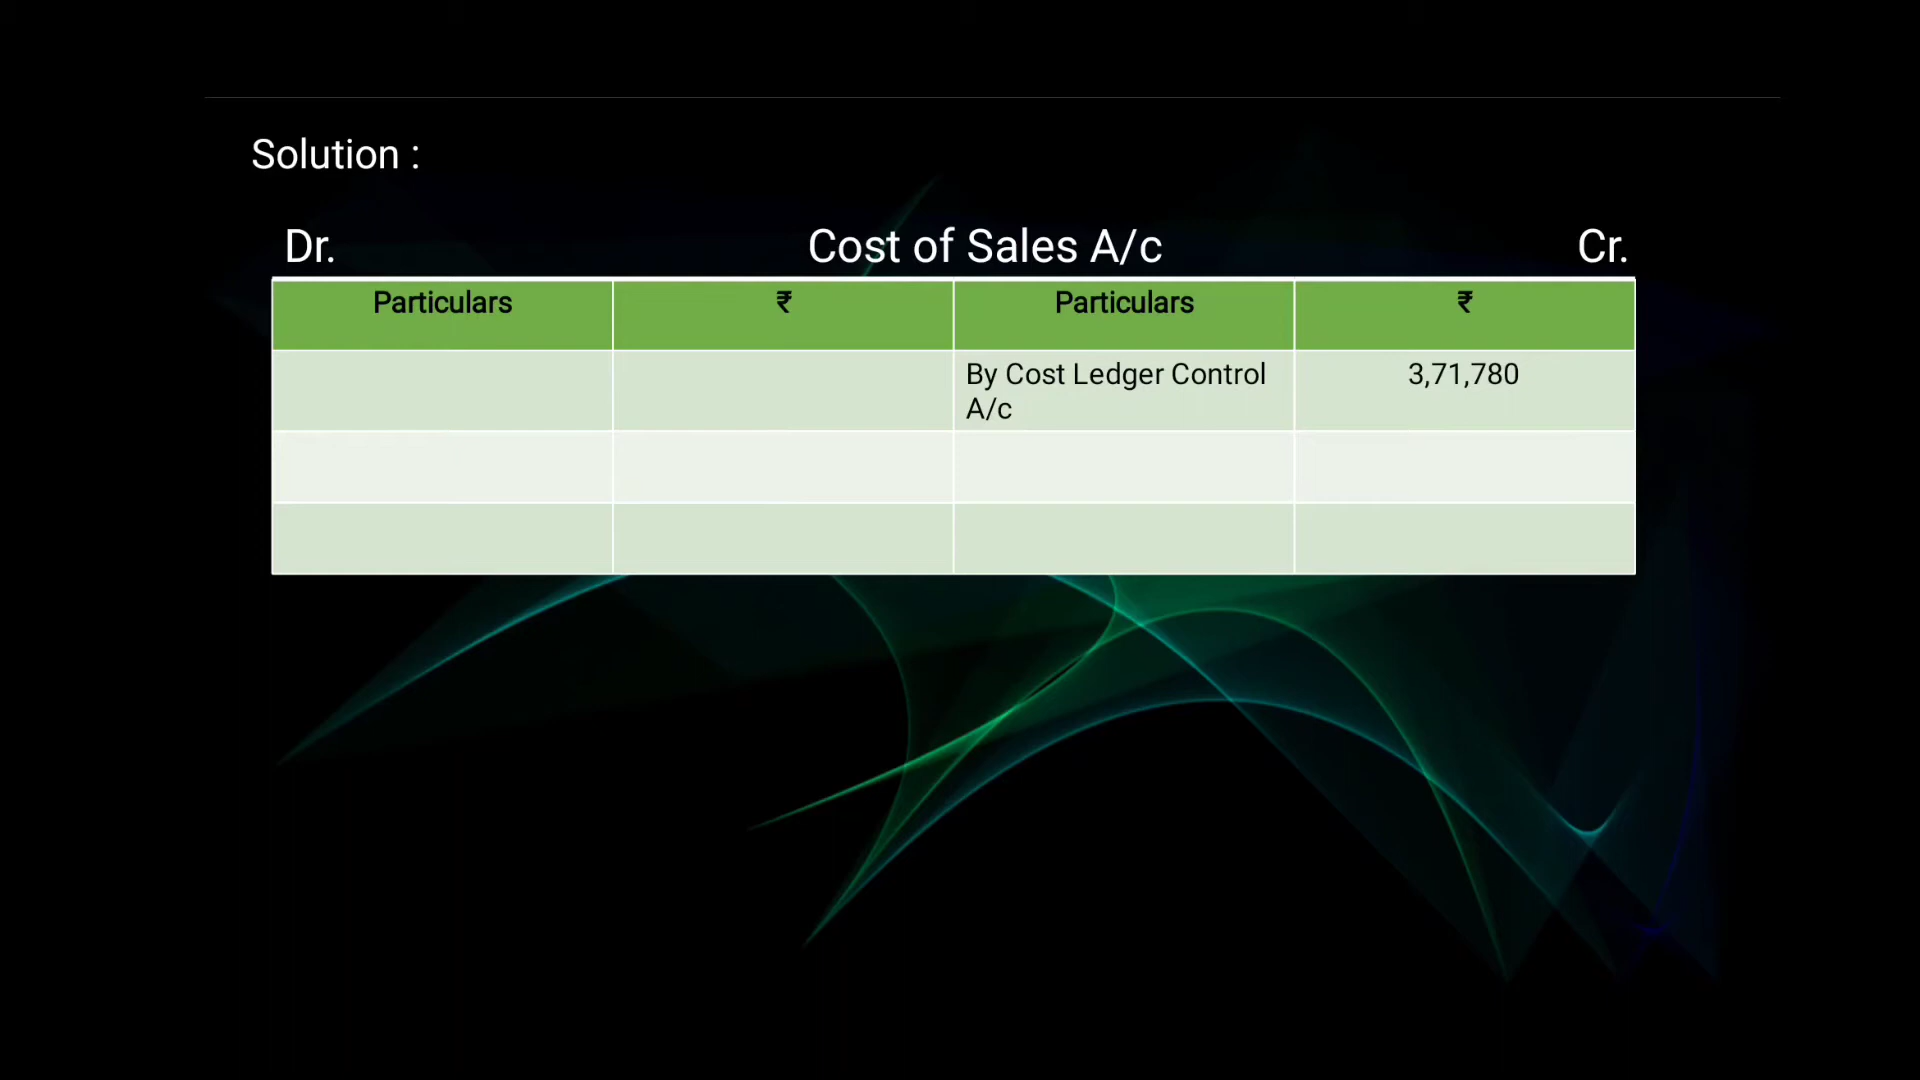 Solution :
Dr. Cost of Sales A/c Cr.
Particulars ₹ Particulars ₹
By Cost Ledger Control 3,71,780
A/c